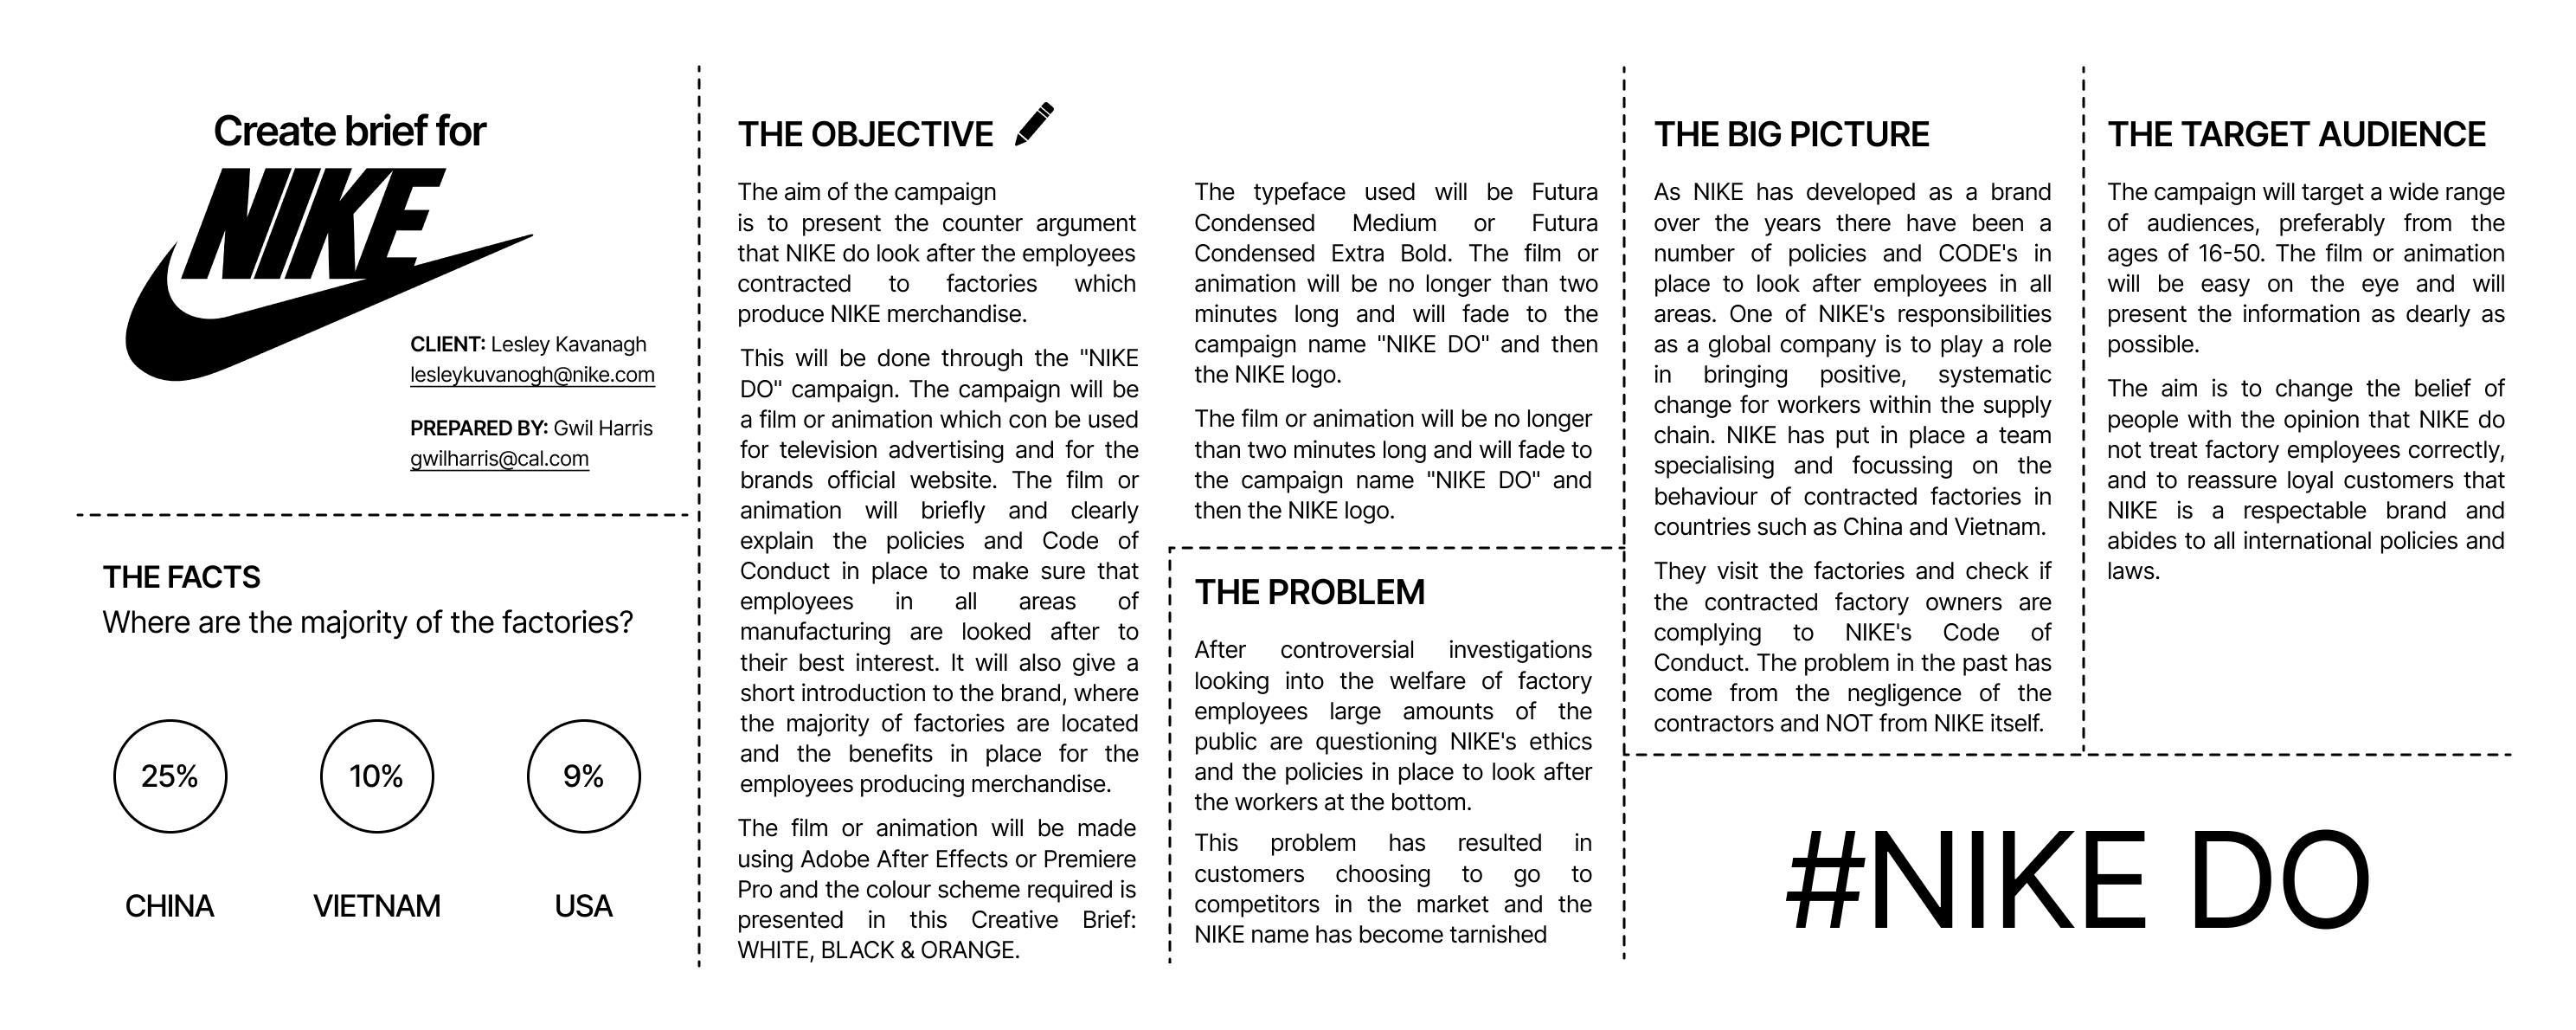 Create brief for
NIKE
CLIENT: Lesley Kavanagh
lesleykuvanogh@nike.com
PREPARED BY: Gwil Harris
gwilharris@cal.com
THE FACTS
Where are the majority of the factories?
25%
10%
9%
CHINA
VIETNAM
USA
THE OBJECTIVE
The aim of the campaign
is to present the counter argument
that NIKE do look after the employees
contracted to factories which
produce NIKE merchandise.
This will be done through the "NIKE
DO" campaign. The campaign will be
a film or animation which con be used
for television advertising and for the
brands official website. The film or
animation will briefly and clearly
explain the policies and Code of
Conduct in place to make sure that
employees in all areas of
manufacturing are looked after to
their best interest. It will also give a
short introduction to the brand, where
the majority of factories are located
and the benefits in place for the
employees producing merchandise.
The film or animation will be made
using Adobe After Effects or Premiere
Pro and the colour scheme required is
presented in this Creative Brief:
WHITE, BLACK & ORANGE.
The typeface used will be Futura
Condensed Medium or Futura
Condensed Extra Bold. The film or
animation will be no longer than two
minutes long and will fade to the
campaign name "NIKE DO" and then
the NIKE logo.
The film or animation will be no longer
than two minutes long and will fade to
the campaign name "NIKE DO" and
then the NIKE logo.
THE PROBLEM
After controversial investigations
looking into the welfare of factory
employees large amounts of the
public are questioning NIKE's ethics
and the policies in place to look after
the workers at the bottom.
This problem has resulted in
customers choosing to go to
competitors in the market and the
NIKE name has become tarnished
THE BIG PICTURE
As NIKE has developed as a brand
over the years there have been a
number of policies and CODE's in
place to look after employees in all
areas. One of NIKE's responsibilities
as a global company is to play a role
in bringing positive, systematic
change for workers within the supply
chain. NIKE has put in place a team
specialising and focussing on the
behaviour of contracted factories in
countries such as China and Vietnam.
They visit the factories and check if
the contracted factory owners are
complying to NIKE's Code of
Conduct. The problem in the past has
come from the negligence of the
contractors and NOT from NIKE itself.
THE TARGET AUDIENCE
The campaign will target a wide range
of audiences, preferably from the
ages of 16-50. The film or animation
will be easy on the eye and will
present the information as dearly as
possible.
The aim is to change the belief of
people with the opinion that NIKE do
not treat factory employees correctly,
and to reassure loyal customers that
NIKE is a respectable brand and
abides to all international policies and
laws.
#NIKE DO